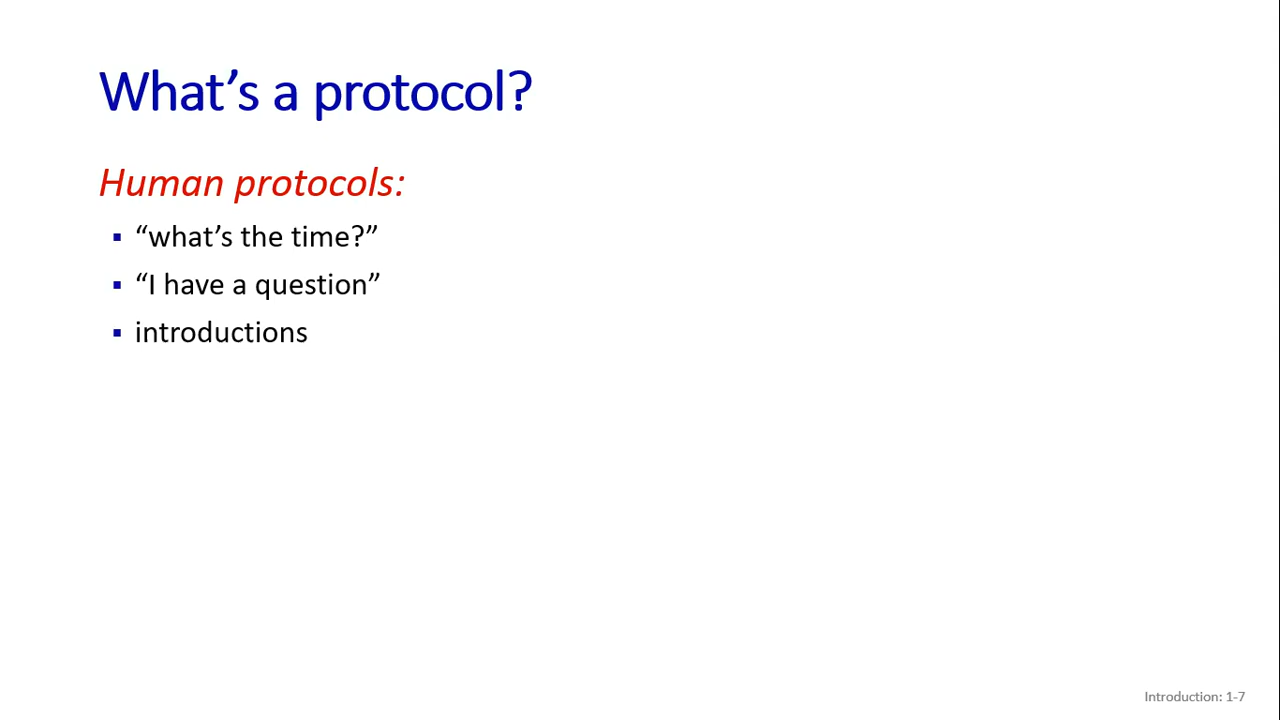 What’s a protocol?
Human protocols:
▪ “what’s the time?”
▪ “I have a question”
▪ introductions
Introduction: 1-7